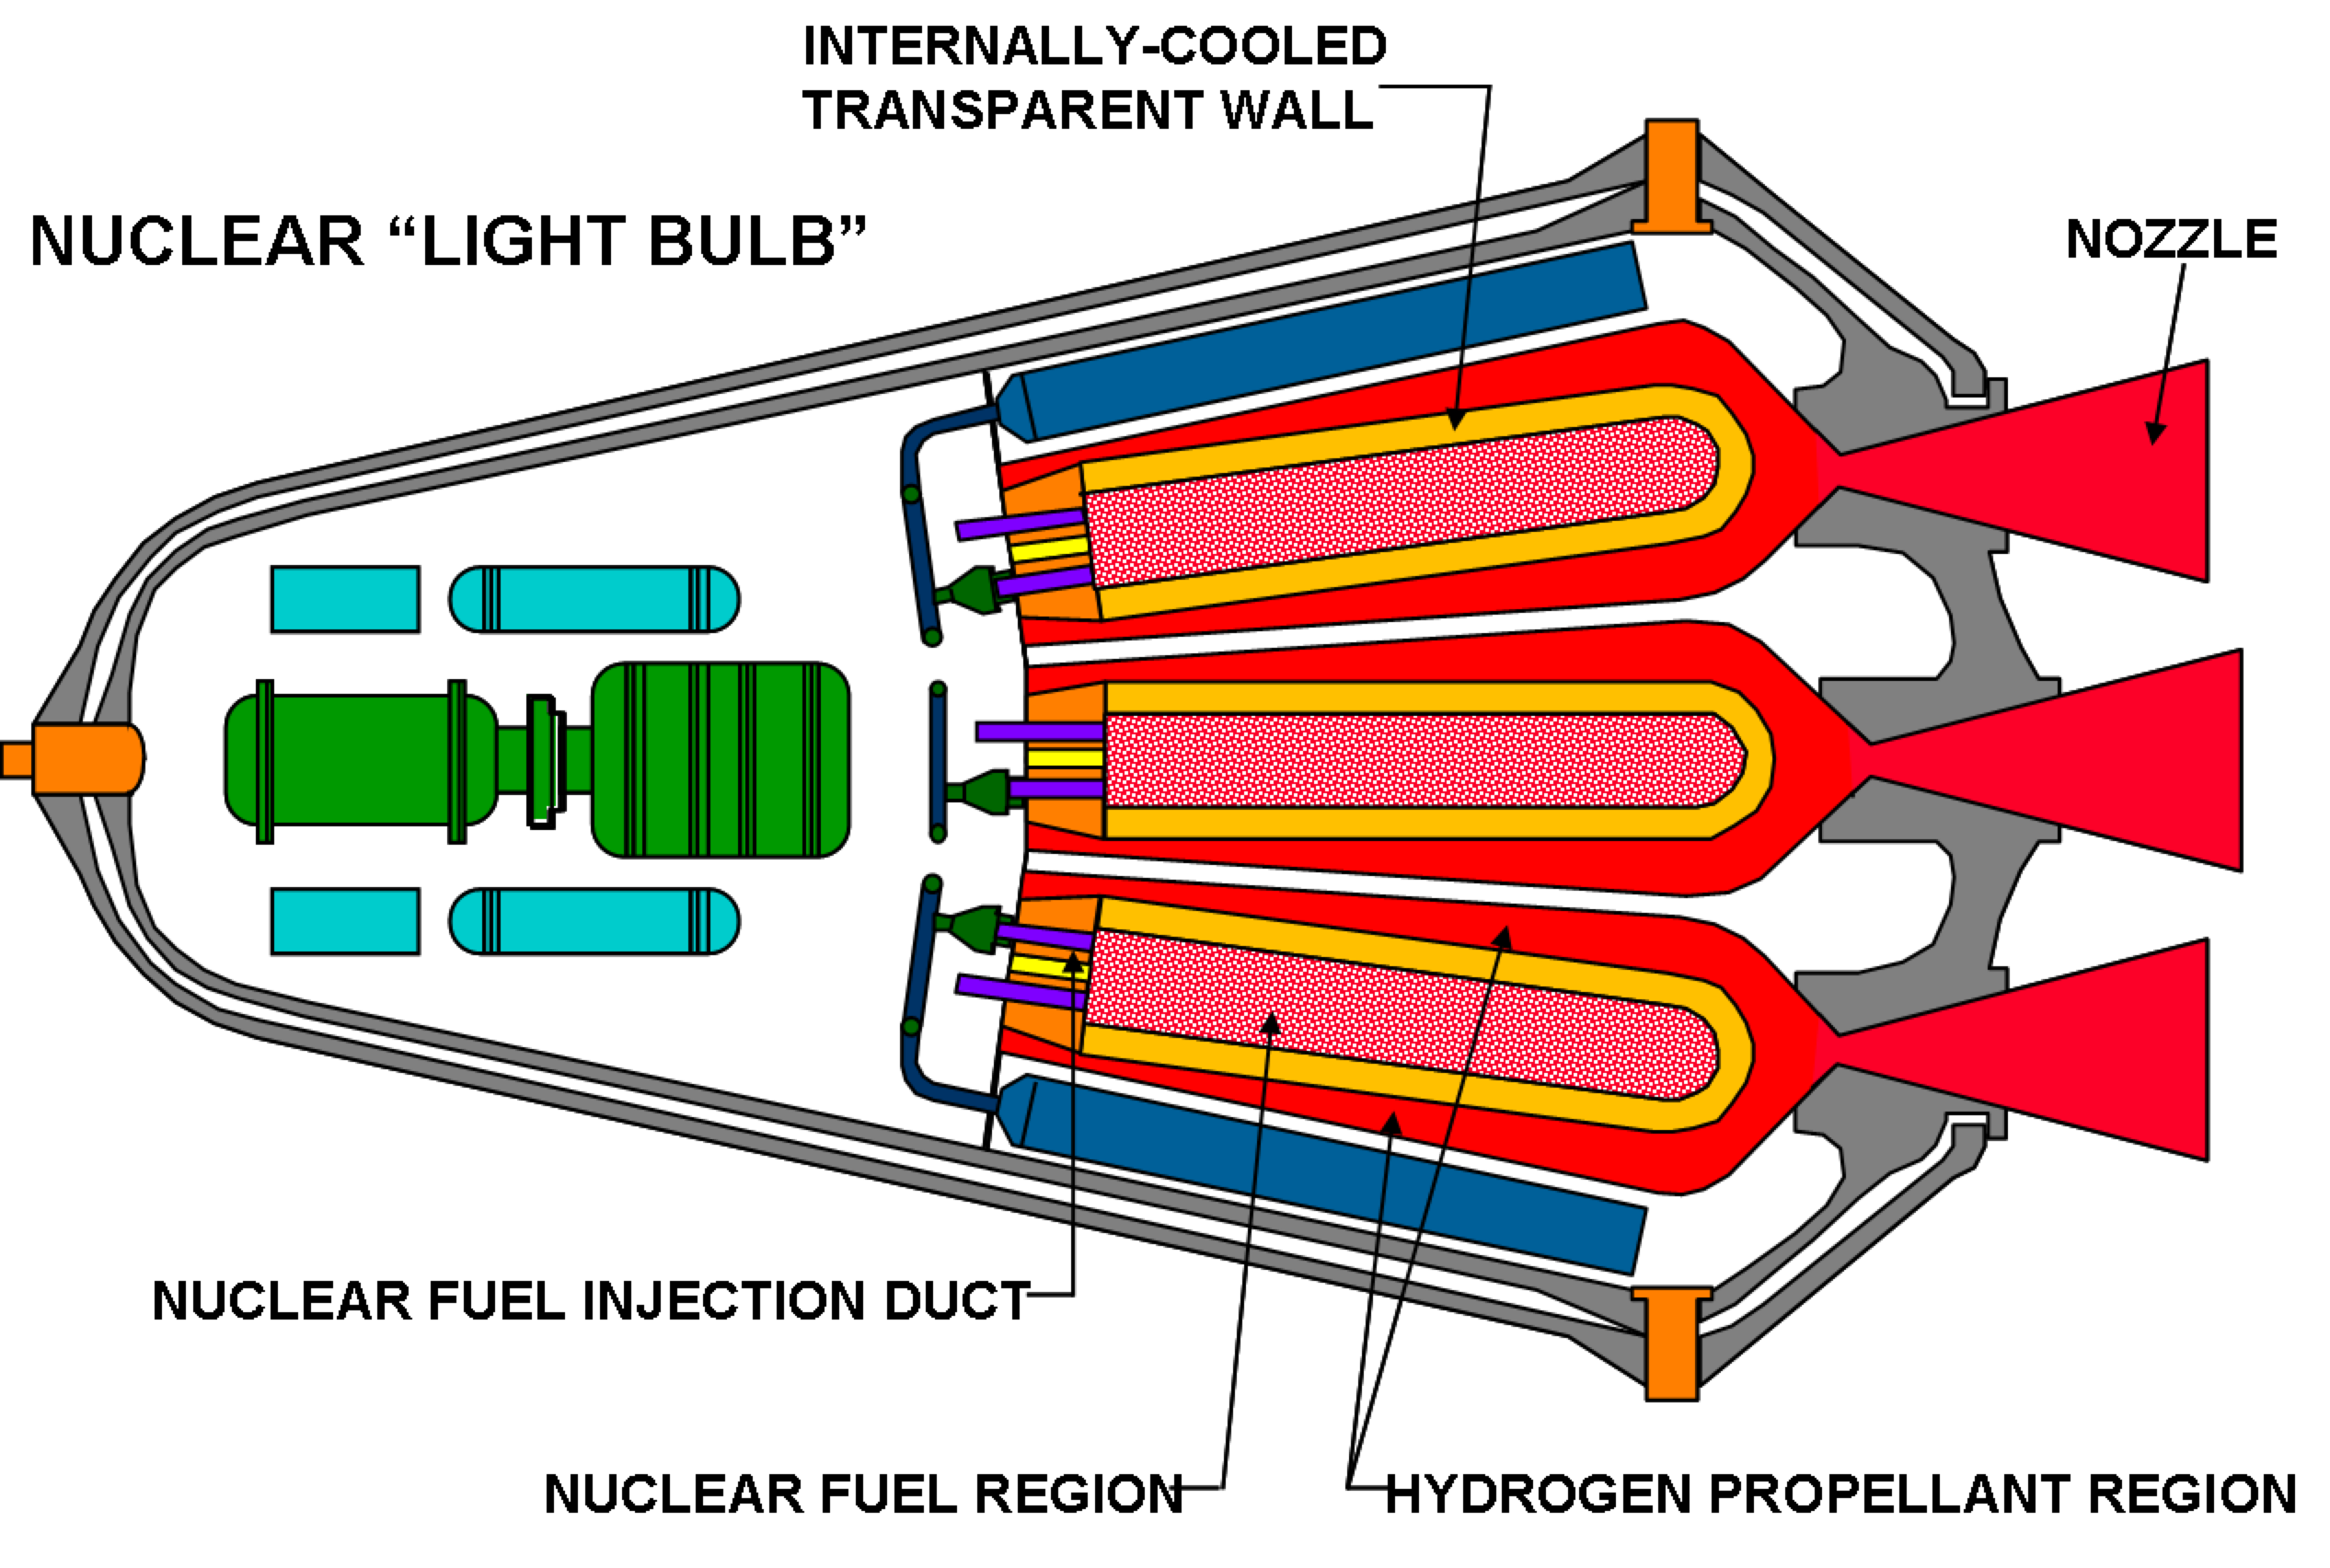 INTERNALLY-COOLED
TRANSPARENT WALL
NUCLEAR “LIGHT BULB”
NOZZLE
NUCLEAR FUEL INJECTION DUCT
NUCLEAR FUEL REGION
HYDROGEN PROPELLANT REGION